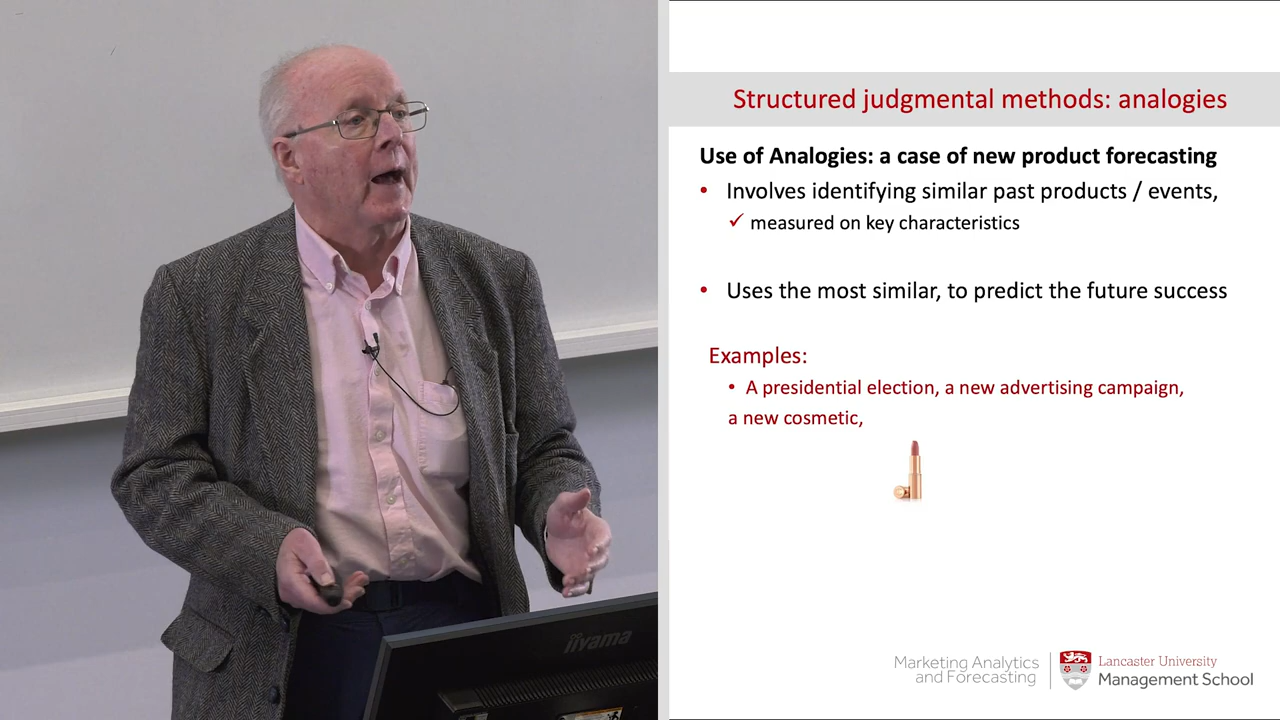 Structured judgmental methods: analogies
Use of Analogies: a case of new product forecasting
• Involves identifying similar past products / events,
✓ measured on key characteristics
• Uses the most similar, to predict the future success
Examples:
• A presidential election, a new advertising campaign,
a new cosmetic,
iiyama
Marketing Analytics
and Forecasting
Lancaster University
Management School